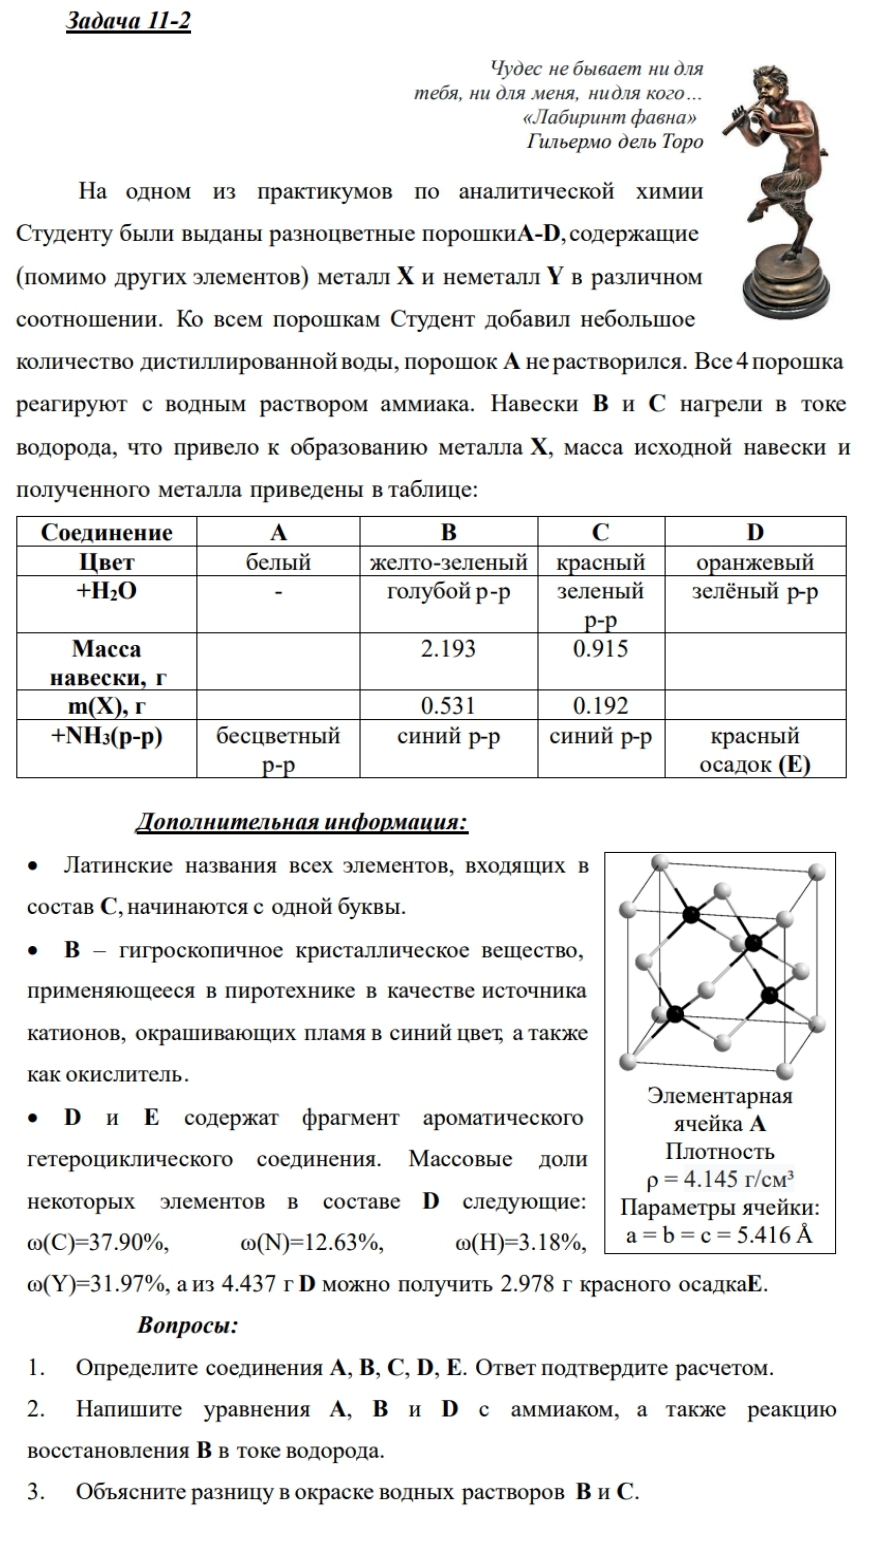 Задача 11-2
Чудес не бывает ни для
тебя, ни для меня, нидля кого…
«Лабиринт фавна»
Гильермо дель Торо
На одном из практикумов по аналитической химии
Студенту были выданы разноцветные порошкиA-D, содержащие
(помимо других элементов) металл X и неметалл Y в различном
соотношении. Ко всем порошкам Студент добавил небольшое
количество дистиллированной воды, порошок A не растворился. Все 4 порошка
реагируют с водным раствором аммиака. Навески B и C нагрели в токе
водорода, что привело к образованию металла X, масса исходной навески и
полученного металла приведены в таблице:
Соединение A B C D
Цвет белый желто-зеленый красный оранжевый
+H₂O - голубой р-р зеленый р-р зелёный р-р
Масса навески, г 2.193 0.915
m(X), г 0.531 0.192
+NH₃(р-р) бесцветный р-р синий р-р синий р-р красный осадок (E)
Дополнительная информация:
• Латинские названия всех элементов, входящих в
состав C, начинаются с одной буквы.
• B – гигроскопичное кристаллическое вещество,
применяющееся в пиротехнике в качестве источника
катионов, окрашивающих пламя в синий цвет, а также
как окислитель.
• D и E содержат фрагмент ароматического
гетероциклического соединения. Массовые доли
некоторых элементов в составе D следующие:
ω(C)=37.90%, ω(N)=12.63%, ω(H)=3.18%,
ω(Y)=31.97%, а из 4.437 г D можно получить 2.978 г красного осадкаE.
Элементарная
ячейка A
Плотность
ρ = 4.145 г/см³
Параметры ячейки:
a = b = c = 5.416 Å
Вопросы:
1. Определите соединения A, B, C, D, E. Ответ подтвердите расчетом.
2. Напишите уравнения A, B и D с аммиаком, а также реакцию
восстановления B в токе водорода.
3. Объясните разницу в окраске водных растворов B и C.